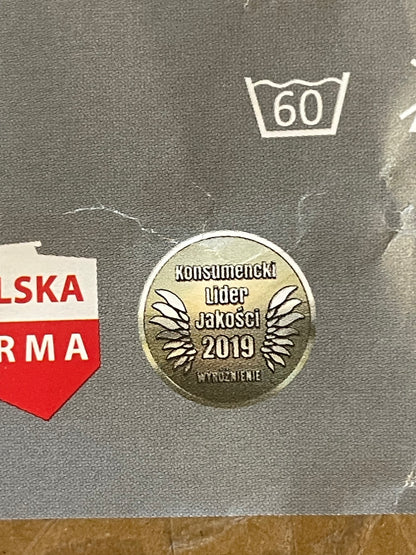 60
LSKA
RMA
Konsumencki
Lider
Jakości
2019
WYRÓŻNIENIE